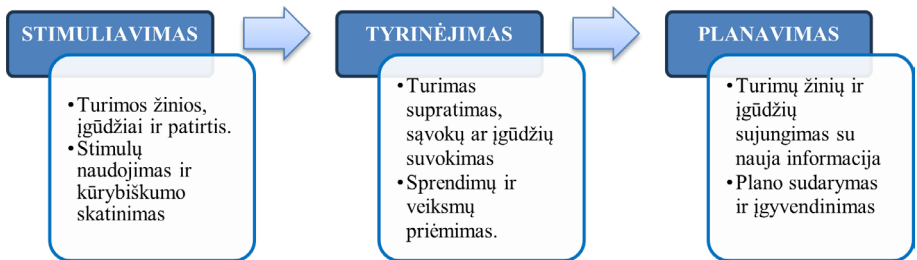 STIMULIAVIMAS
• Turimos žinios,
įgūdžiai ir patirtis.
• Stimulų
naudojimas ir
kūrybiškumo
skatinimas
TYRINĖJIMAS
• Turimas
supratimas,
sąvokų ar įgūdžių
suvokimas
• Sprendimų ir
veiksmų
priėmimas.
PLANAVIMAS
• Turimų žinių ir
įgūdžių
sujungimas su
nauja informacija
• Plano sudarymas
ir įgyvendinimas